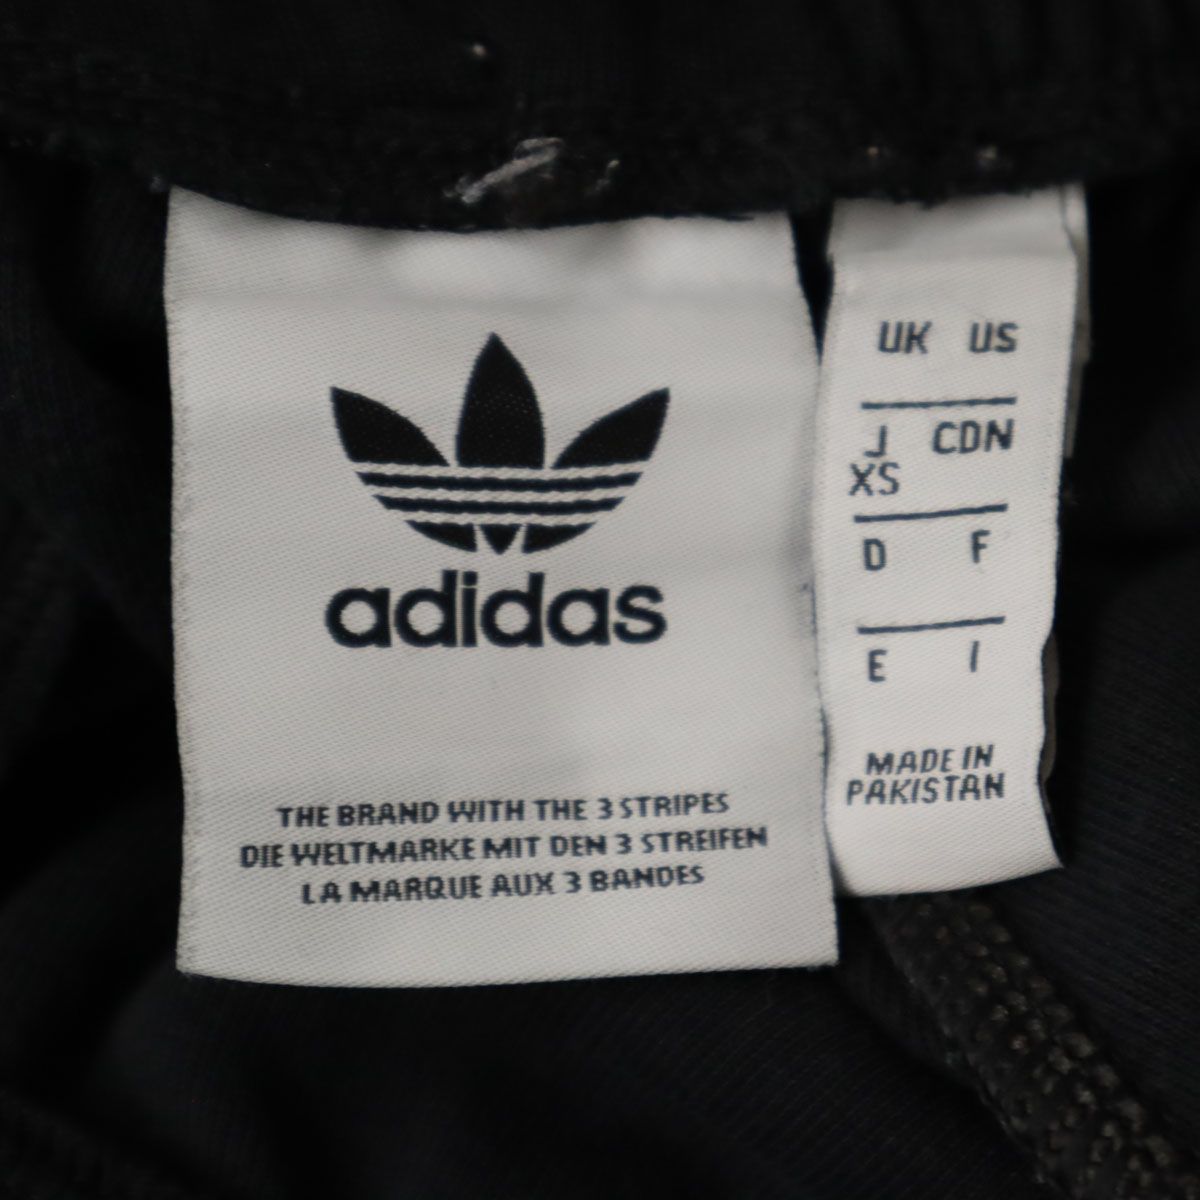 adidas
THE BRAND WITH THE 3 STRIPES
DIE WELTMARKE MIT DEN 3 STREIFEN
LA MARQUE AUX 3 BANDES
UK US
J CDN
XS
D F
E I
MADE IN
PAKISTAN